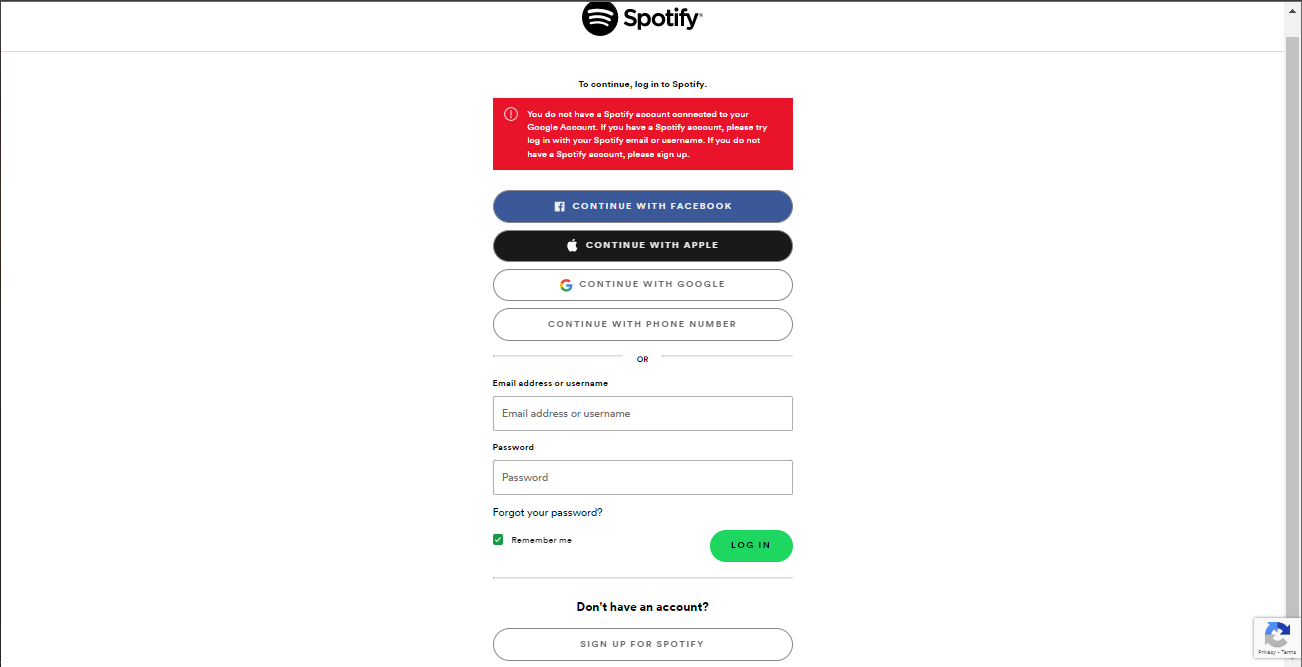 Spotify®
To continue, log in to Spotify.
You do not have a Spotify account connected to your
Google Account. If you have a Spotify account, please try
log in with your Spotify email or username. If you do not
have a Spotify account, please sign up.
CONTINUE WITH FACEBOOK
CONTINUE WITH APPLE
CONTINUE WITH GOOGLE
CONTINUE WITH PHONE NUMBER
OR
Email address or username
Email address or username
Password
Password
Forgot your password?
Remember me
LOG IN
Don't have an account?
SIGN UP FOR SPOTIFY
Privacy - Terms